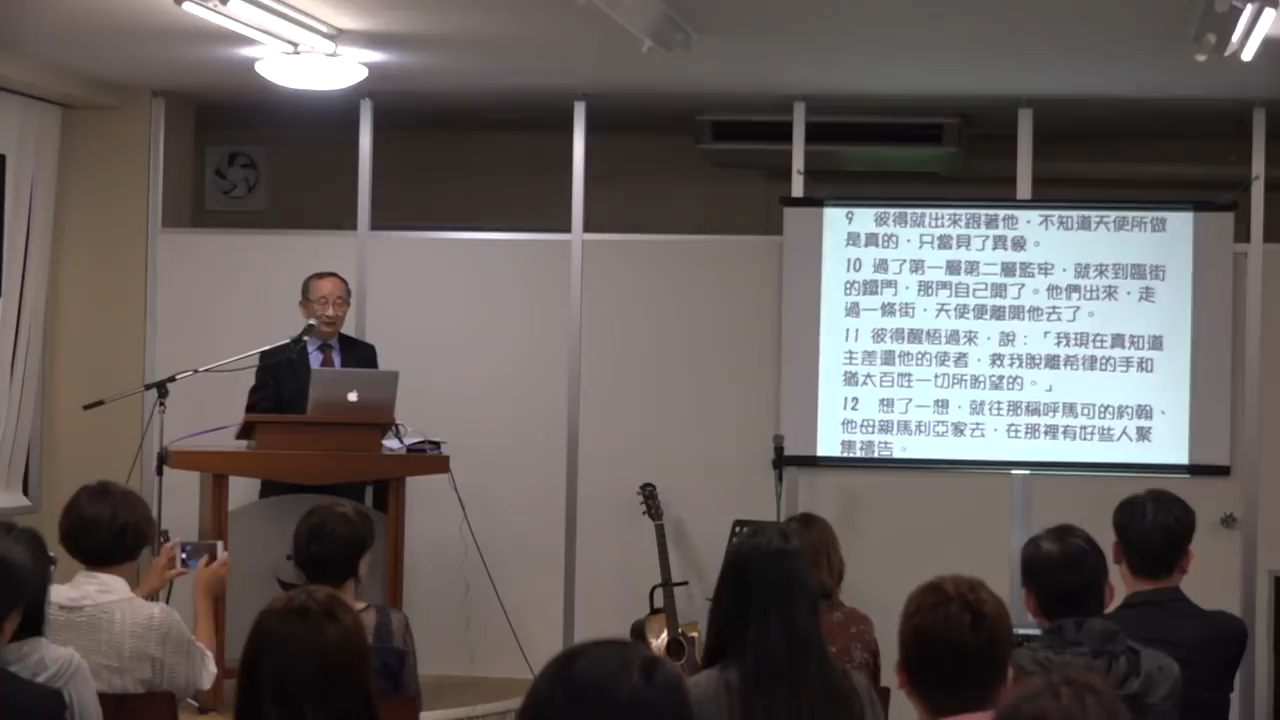 9 彼得就出來跟著他，不知道天使所做
是真的，只當見了異象。
10 過了第一層第二層監牢，就來到臨街
的鐵門，那門自己開了。他們出來，走
過一條街，天使便離開他去了。
11 彼得醒悟過來，說：「我現在真知道
主差遣他的使者，救我脫離希律的手和
猶太百姓一切所盼望的。」
12 想了一想，就往那稱呼馬可的約翰、
他母親馬利亞家去，在那裡有好些人聚
集禱告。